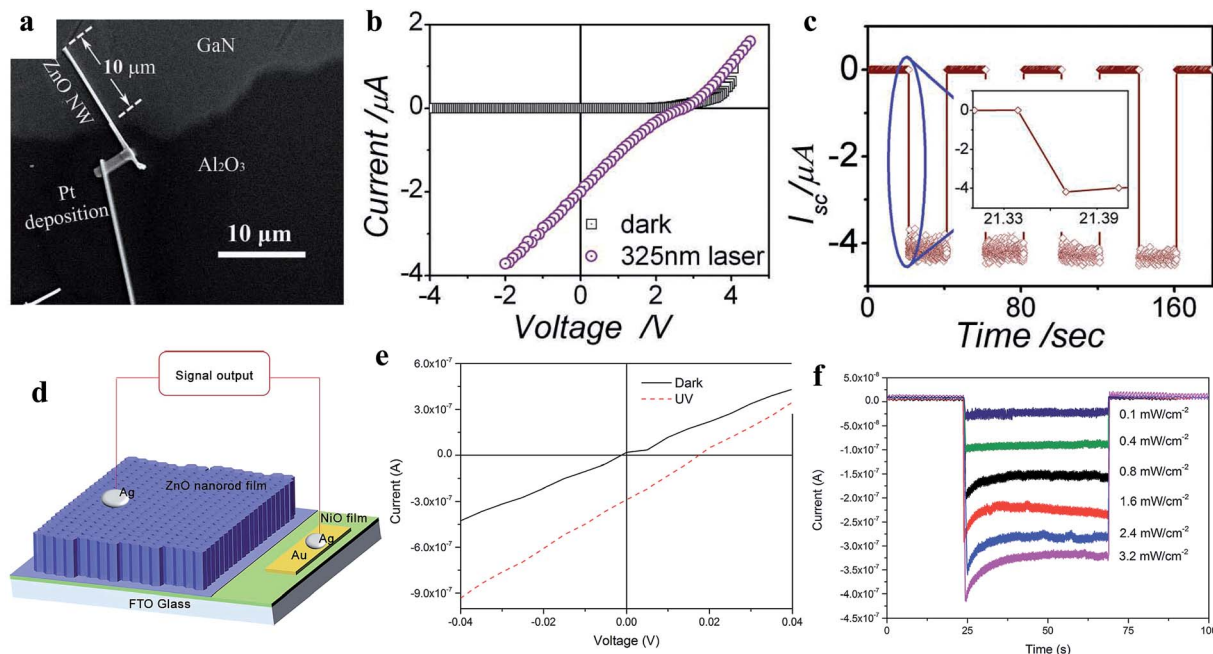 a
GaN
10 μm
ZnO NW
Al₂O₃
Pt
deposition
10 μm
b
2
0
-2
-4
Current /μA
dark
325nm laser
-4
-2
0
2
4
Voltage /V
c
0
-2
-4
I_sc/μA
0
-1
-2
-3
-4
21.33
21.39
0
80
160
Time /sec
d
Signal output
Ag
ZnO nanorod film
NiO film
Ag
Au
FTO Glass
e
6.0x10⁻⁷
3.0x10⁻⁷
0.0
-3.0x10⁻⁷
-6.0x10⁻⁷
-9.0x10⁻⁷
Current (A)
Dark
UV
-0.04
-0.02
0.00
0.02
0.04
Voltage (V)
f
5.0x10⁻⁸
0.0
-5.0x10⁻⁸
-1.0x10⁻⁷
-1.5x10⁻⁷
-2.0x10⁻⁷
-2.5x10⁻⁷
-3.0x10⁻⁷
-3.5x10⁻⁷
-4.0x10⁻⁷
-4.5x10⁻⁷
Current (A)
0.1 mW/cm⁻²
0.4 mW/cm⁻²
0.8 mW/cm⁻²
1.6 mW/cm⁻²
2.4 mW/cm⁻²
3.2 mW/cm⁻²
0
25
50
75
100
Time (s)